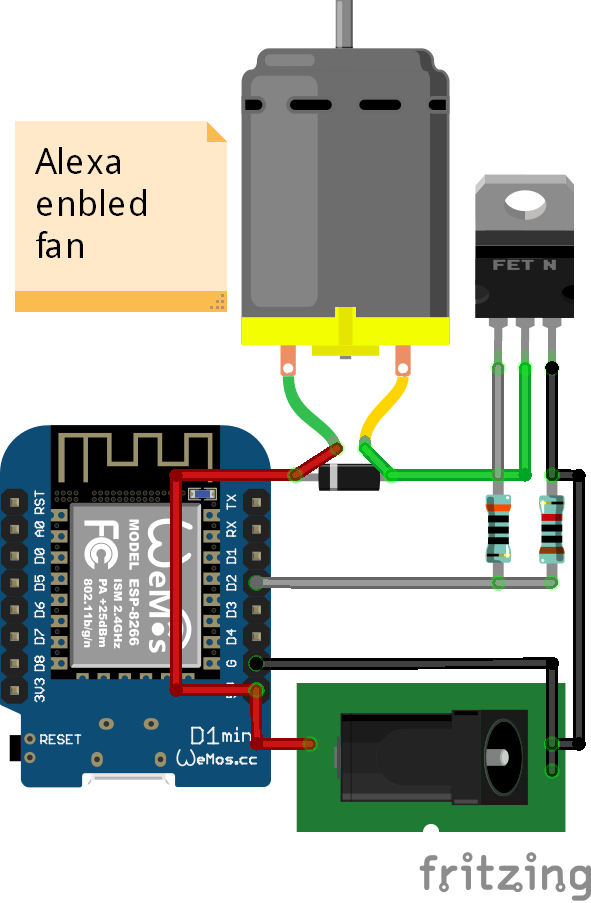 Alexa
enbled
fan
FET N
RST
A0
D0
D5
D6
D7
D8
3V3
TX
RX
D1
D2
D3
D4
G
WeMos
MODEL ESP-8266
ISM 2.4GHz
PA +25dBm
802.11b/g/n
FC
RESET
D1 mini
WeMos.cc
fritzing